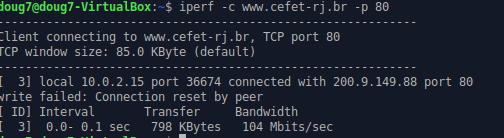 doug7@doug7-VirtualBox:~$ iperf -c www.cefet-rj.br -p 80
------------------------------------------------------------
Client connecting to www.cefet-rj.br, TCP port 80
TCP window size: 85.0 KByte (default)
------------------------------------------------------------
[  3] local 10.0.2.15 port 36674 connected with 200.9.149.88 port 80
write failed: Connection reset by peer
[ ID] Interval       Transfer     Bandwidth
[  3]  0.0- 0.1 sec   798 KBytes   104 Mbits/sec